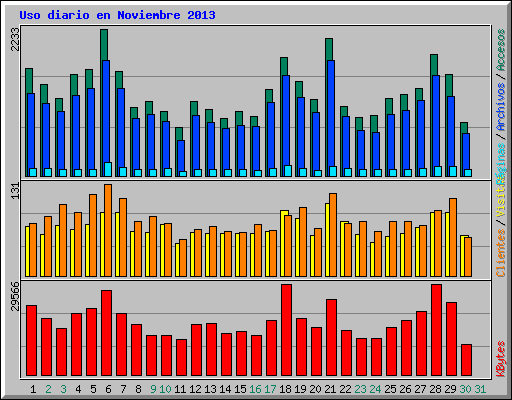 Uso diario en Noviembre 2013
2233
131
29566
Accesos / Archivos / Páginas
Visitas / Clientes
KBytes
1 2 3 4 5 6 7 8 9 10 11 12 13 14 15 16 17 18 19 20 21 22 23 24 25 26 27 28 29 30 31